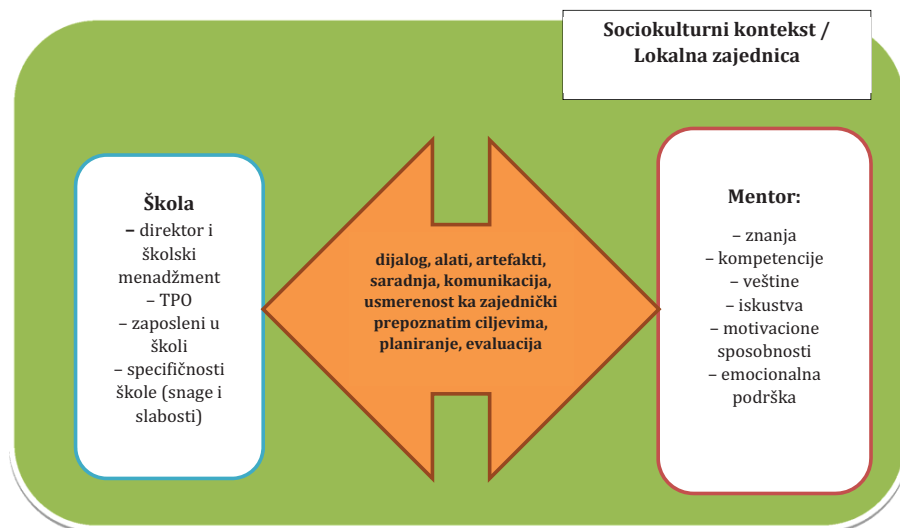 Sociokulturni kontekst /
Lokalna zajednica
Škola
– direktor i
školski
menadžment
– TPO
– zaposleni u
školi
– specifičnosti
škole (snage i
slabosti)
dijalog, alati, artefakti,
saradnja, komunikacija,
usmerenost ka zajednički
prepoznatim ciljevima,
planiranje, evaluacija
Mentor:
– znanja
– kompetencije
– veštine
– iskustva
– motivacione
sposobnosti
– emocionalna
podrška